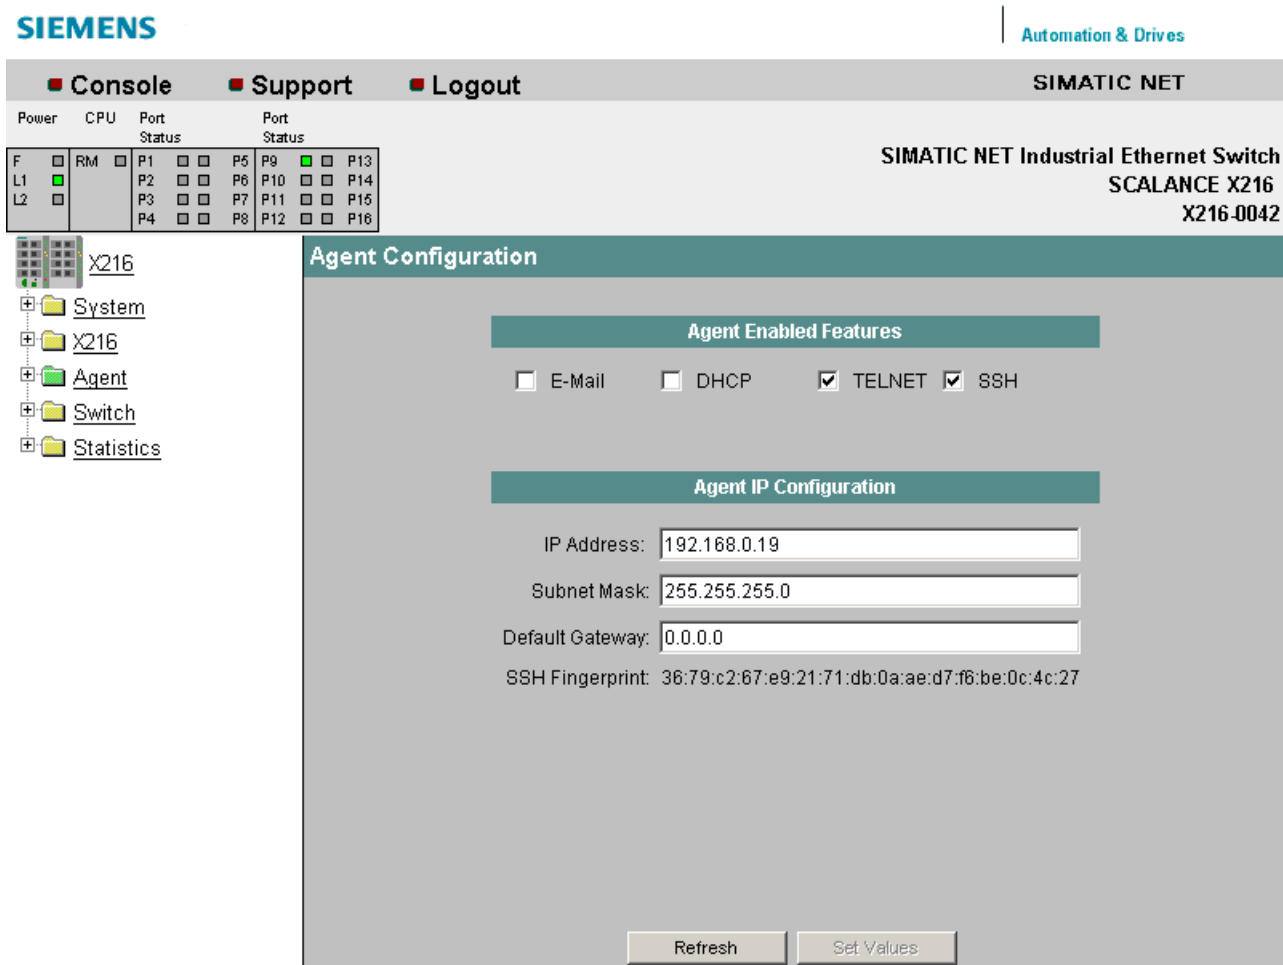 SIEMENS
Automation & Drives
Console Support Logout SIMATIC NET
Power CPU Port Status Port Status
F RM P1 P5 P9 P13
L1 P2 P6 P10 P14
L2 P3 P7 P11 P15
P4 P8 P12 P16
SIMATIC NET Industrial Ethernet Switch
SCALANCE X216
X216-0042
X216
System
X216
Agent
Switch
Statistics
Agent Configuration
Agent Enabled Features
E-Mail DHCP TELNET SSH
Agent IP Configuration
IP Address: 192.168.0.19
Subnet Mask: 255.255.255.0
Default Gateway: 0.0.0.0
SSH Fingerprint: 36:79:c2:67:e9:21:71:db:0a:ae:d7:f6:be:0c:4c:27
Refresh Set Values